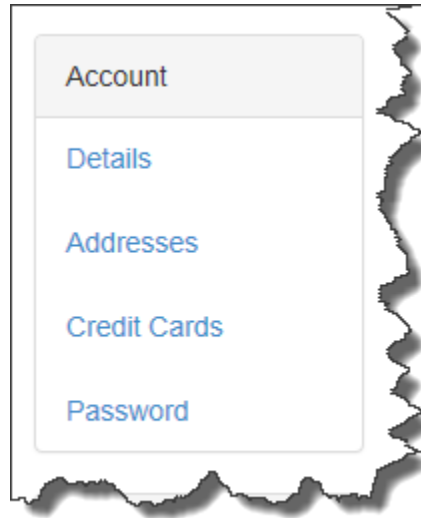 Account
Details
Addresses
Credit Cards
Password